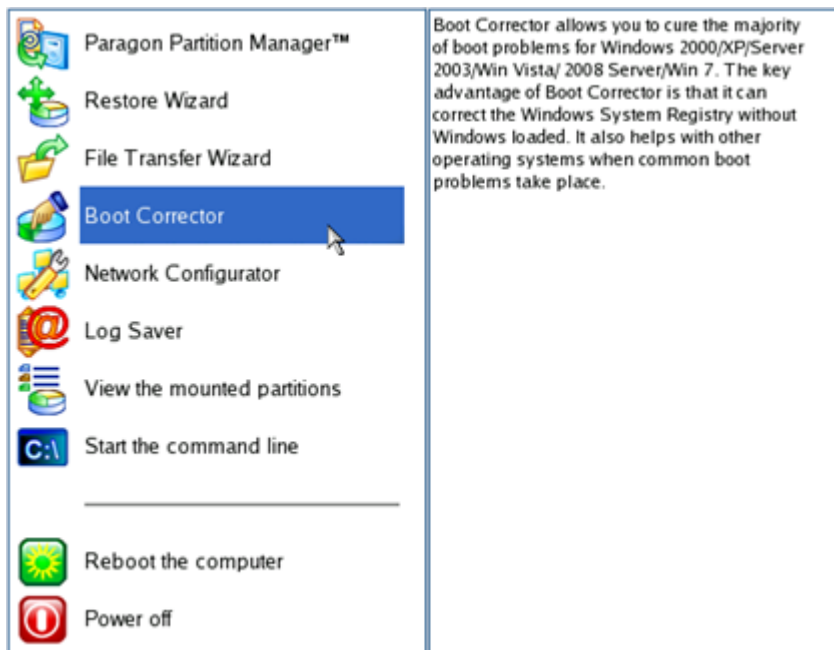 Paragon Partition Manager™
Restore Wizard
File Transfer Wizard
Boot Corrector
Network Configurator
Log Saver
View the mounted partitions
C:\
Start the command line
Reboot the computer
Power off
Boot Corrector allows you to cure the majority
of boot problems for Windows 2000/XP/Server
2003/Win Vista/ 2008 Server/Win 7. The key
advantage of Boot Corrector is that it can
correct the Windows System Registry without
Windows loaded. It also helps with other
operating systems when common boot
problems take place.